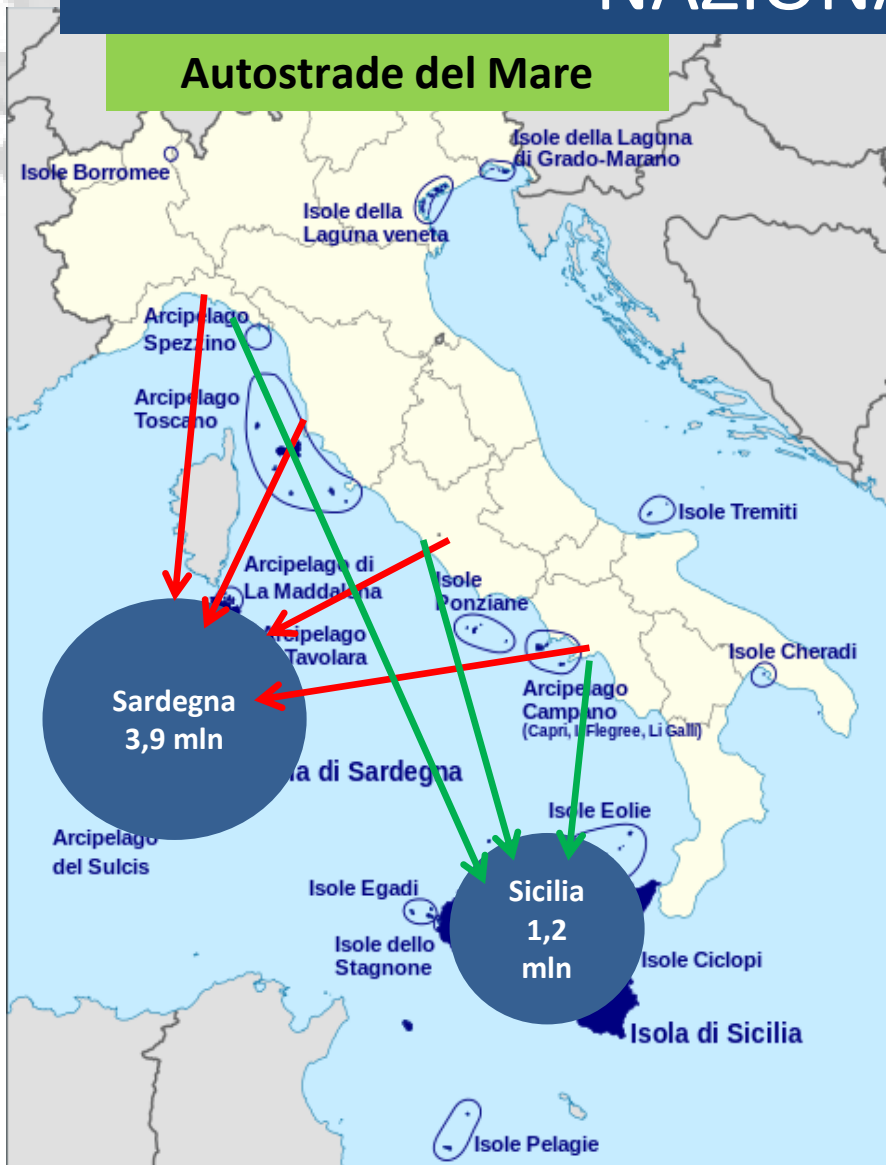 NAZIONA
Autostrade del Mare
Isole Borromee
Isole della Laguna
di Grado-Marano
Isole della
Laguna veneta
Arcipelago
Spezzino
Arcipelago
Toscano
Isole Tremiti
Arcipelago di
La Maddalena
Isole
Ponziane
Arcipelago
Tavolara
Isole Cheradi
Arcipelago
Campano
(Capri, I. Flegree, Li Galli)
Sardegna
3,9 mln
la di Sardegna
Isole Eolie
Arcipelago
del Sulcis
Isole Egadi
Sicilia
1,2
mln
Isole dello
Stagnone
Isole Ciclopi
Isola di Sicilia
Isole Pelagie